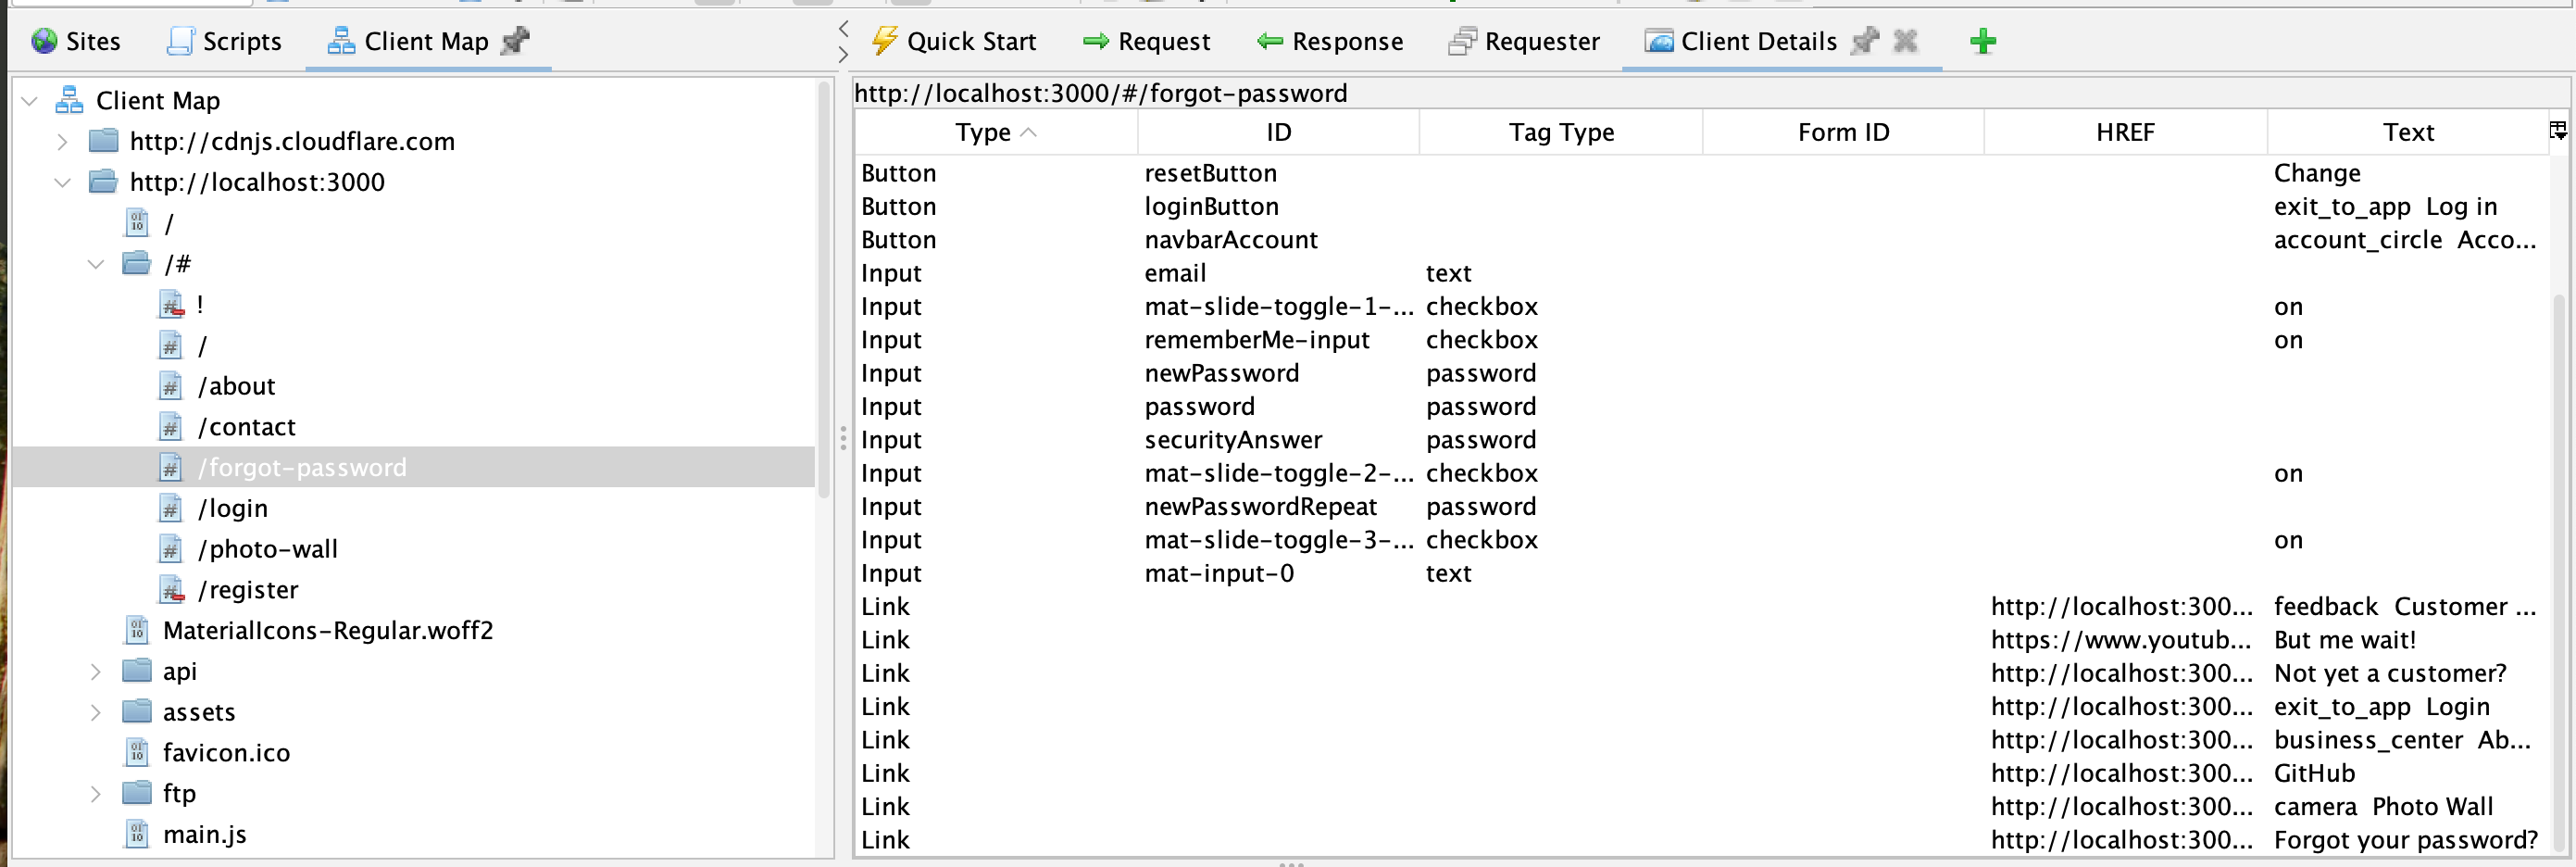 Sites Scripts Client Map
Client Map
http://cdnjs.cloudflare.com
http://localhost:3000
/
/#
!
/
/about
/contact
/forgot-password
/login
/photo-wall
/register
MaterialIcons-Regular.woff2
api
assets
favicon.ico
ftp
main.js
Quick Start Request Response Requester Client Details
http://localhost:3000/#/forgot-password
Type ID Tag Type Form ID HREF Text
Button resetButton Change
Button loginButton exit_to_app Log in
Button navbarAccount account_circle Acco...
Input email text
Input mat-slide-toggle-1-... checkbox on
Input rememberMe-input checkbox on
Input newPassword password
Input password password
Input securityAnswer password
Input mat-slide-toggle-2-... checkbox on
Input newPasswordRepeat password
Input mat-slide-toggle-3-... checkbox on
Input mat-input-0 text
Link http://localhost:300... feedback Customer ...
Link https://www.youtub... But me wait!
Link http://localhost:300... Not yet a customer?
Link http://localhost:300... exit_to_app Login
Link http://localhost:300... business_center Ab...
Link http://localhost:300... GitHub
Link http://localhost:300... camera Photo Wall
Link http://localhost:300... Forgot your password?